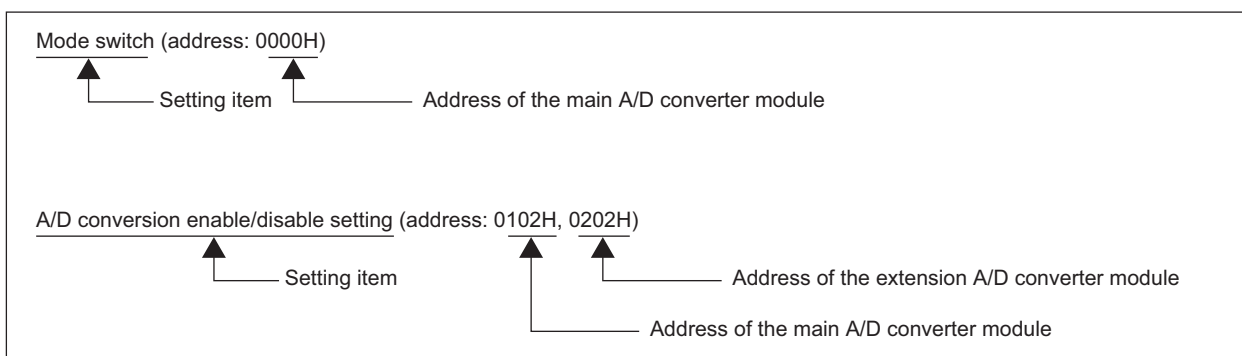 Mode switch (address: 0000H)
Setting item
Address of the main A/D converter module
A/D conversion enable/disable setting (address: 0102H, 0202H)
Setting item
Address of the extension A/D converter module
Address of the main A/D converter module